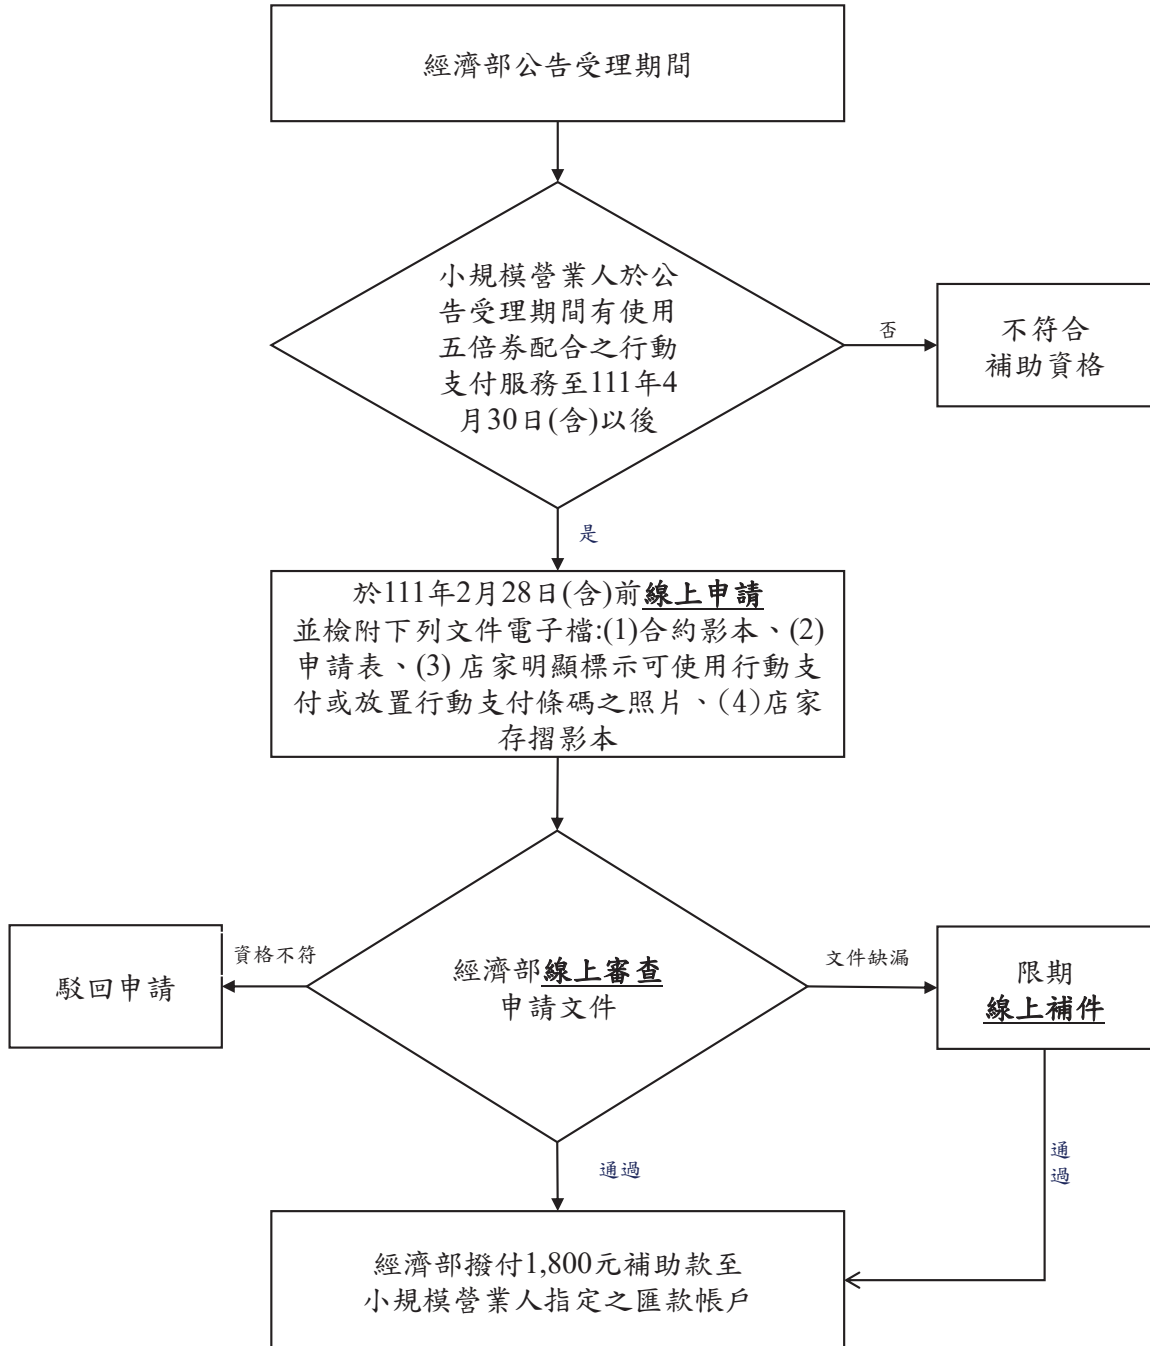 經濟部公告受理期間
小規模營業人於公
告受理期間有使用
五倍券配合之行動
支付服務至111年4
月30日(含)以後
否
不符合
補助資格
是
於111年2月28日(含)前線上申請
並檢附下列文件電子檔:(1)合約影本、(2)
申請表、(3) 店家明顯標示可使用行動支
付或放置行動支付條碼之照片、(4)店家
存摺影本
經濟部線上審查
申請文件
資格不符
駁回申請
文件缺漏
限期
線上補件
通過
通
過
經濟部撥付1,800元補助款至
小規模營業人指定之匯款帳戶